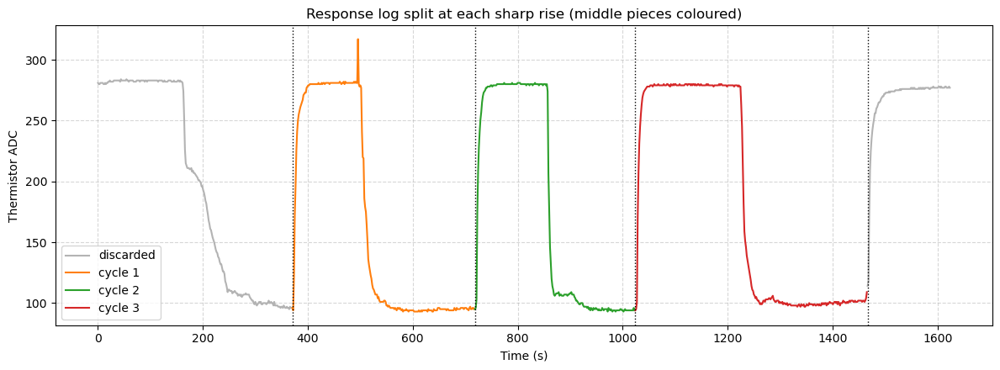 Response log split at each sharp rise (middle pieces coloured)
Thermistor ADC
300
250
200
150
100
discarded
cycle 1
cycle 2
cycle 3
0 200 400 600 800 1000 1200 1400 1600
Time (s)